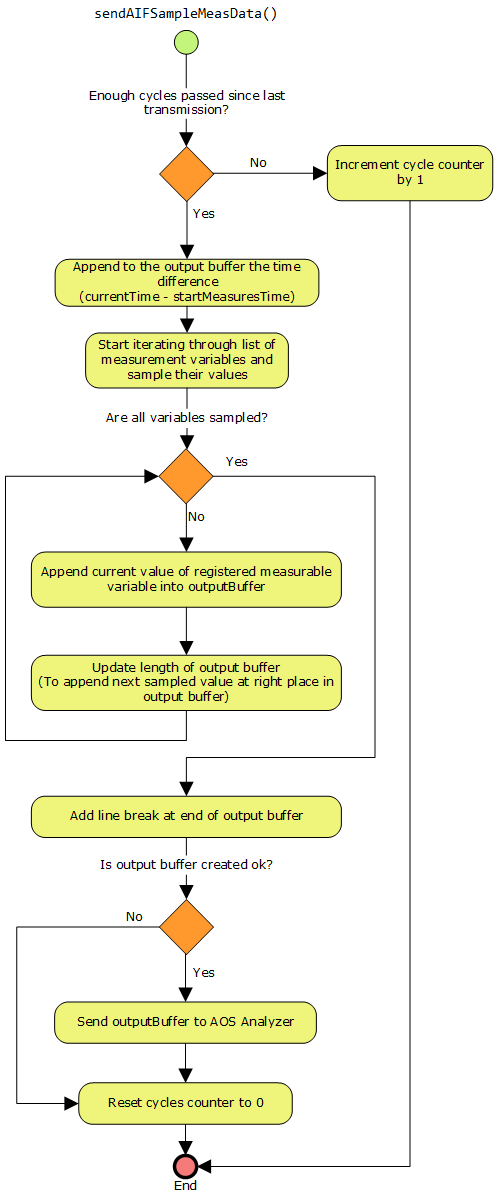 sendAIFSampleMeasData()
Enough cycles passed since last
transmission?
No
Increment cycle counter
by 1
Yes
Append to the output buffer the time
difference
(currentTime - startMeasuresTime)
Start iterating through list of
measurement variables and
sample their values
Are all variables sampled?
Yes
No
Append current value of registered measurable
variable into outputBuffer
Update length of output buffer
(To append next sampled value at right place in
output buffer)
Add line break at end of output buffer
Is output buffer created ok?
No
Yes
Send outputBuffer to AOS Analyzer
Reset cycles counter to 0
End